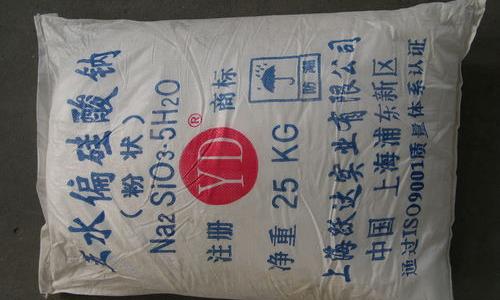 五水偏硅酸钠
（粉状）
Na2SiO3·5H2O
注册 YD® 商标
净重 25 KG
防潮
上海达实业有限公司
中国 上海浦东新区
通过ISO9001质量体系认证